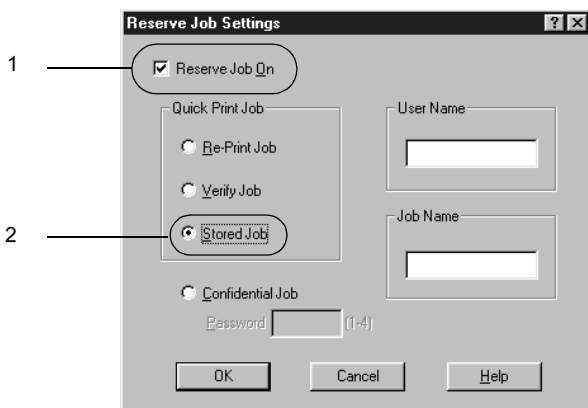 Reserve Job Settings
1
Reserve Job On
Quick Print Job
User Name
Re-Print Job
Verify Job
2
Stored Job
Job Name
Confidential Job
Password (1-4)
OK Cancel Help